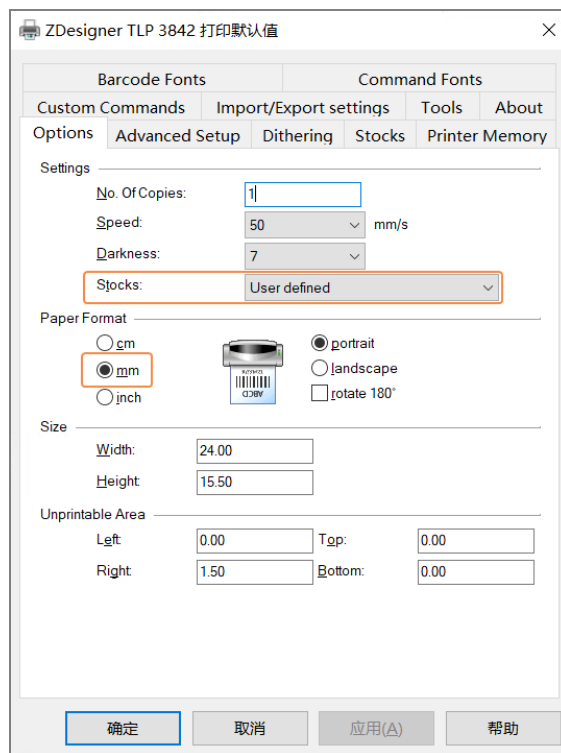 ZDesigner TLP 3842 打印默认值
Barcode Fonts Command Fonts
Custom Commands Import/Export settings Tools About
Options Advanced Setup Dithering Stocks Printer Memory
Settings
No. Of Copies: 1
Speed: 50 mm/s
Darkness: 7
Stocks: User defined
Paper Format
cm portrait
mm landscape
inch rotate 180°
ABCD
Size
Width: 24.00
Height: 15.50
Unprintable Area
Left: 0.00 Top: 0.00
Right: 1.50 Bottom: 0.00
确定 取消 应用(A) 帮助